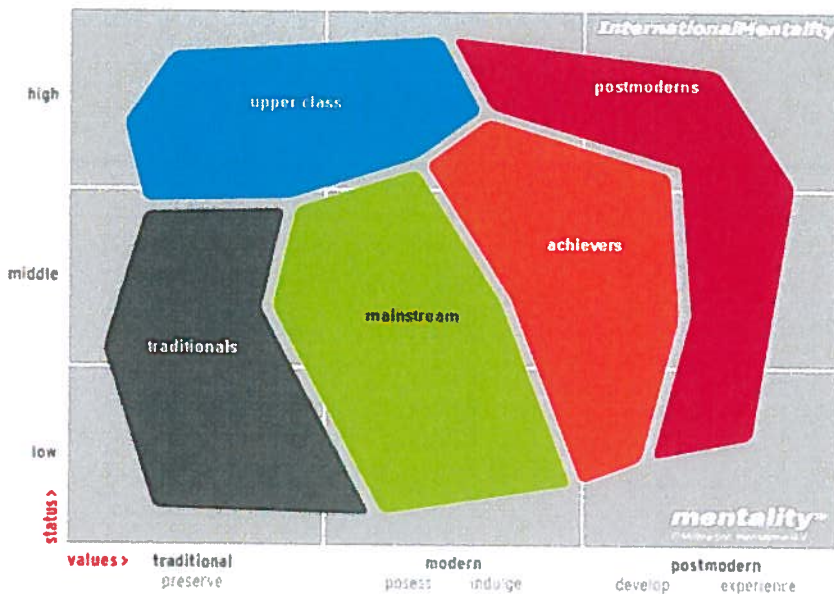 InternationalMentality
high
upper class
postmoderns
middle
achievers
mainstream
traditionals
low
status>
mentality™
values> traditional modern postmodern
preserve posess indulge develop experience